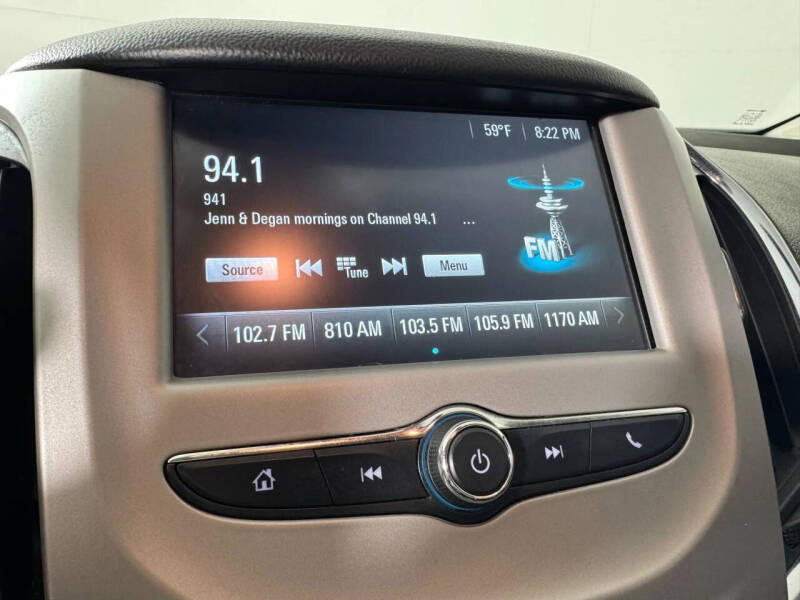 59°F 8:22 PM
94.1
941
Jenn & Degan mornings on Channel 94.1 ...
FM
Source Tune Menu
102.7 FM 810 AM 103.5 FM 105.9 FM 1170 AM